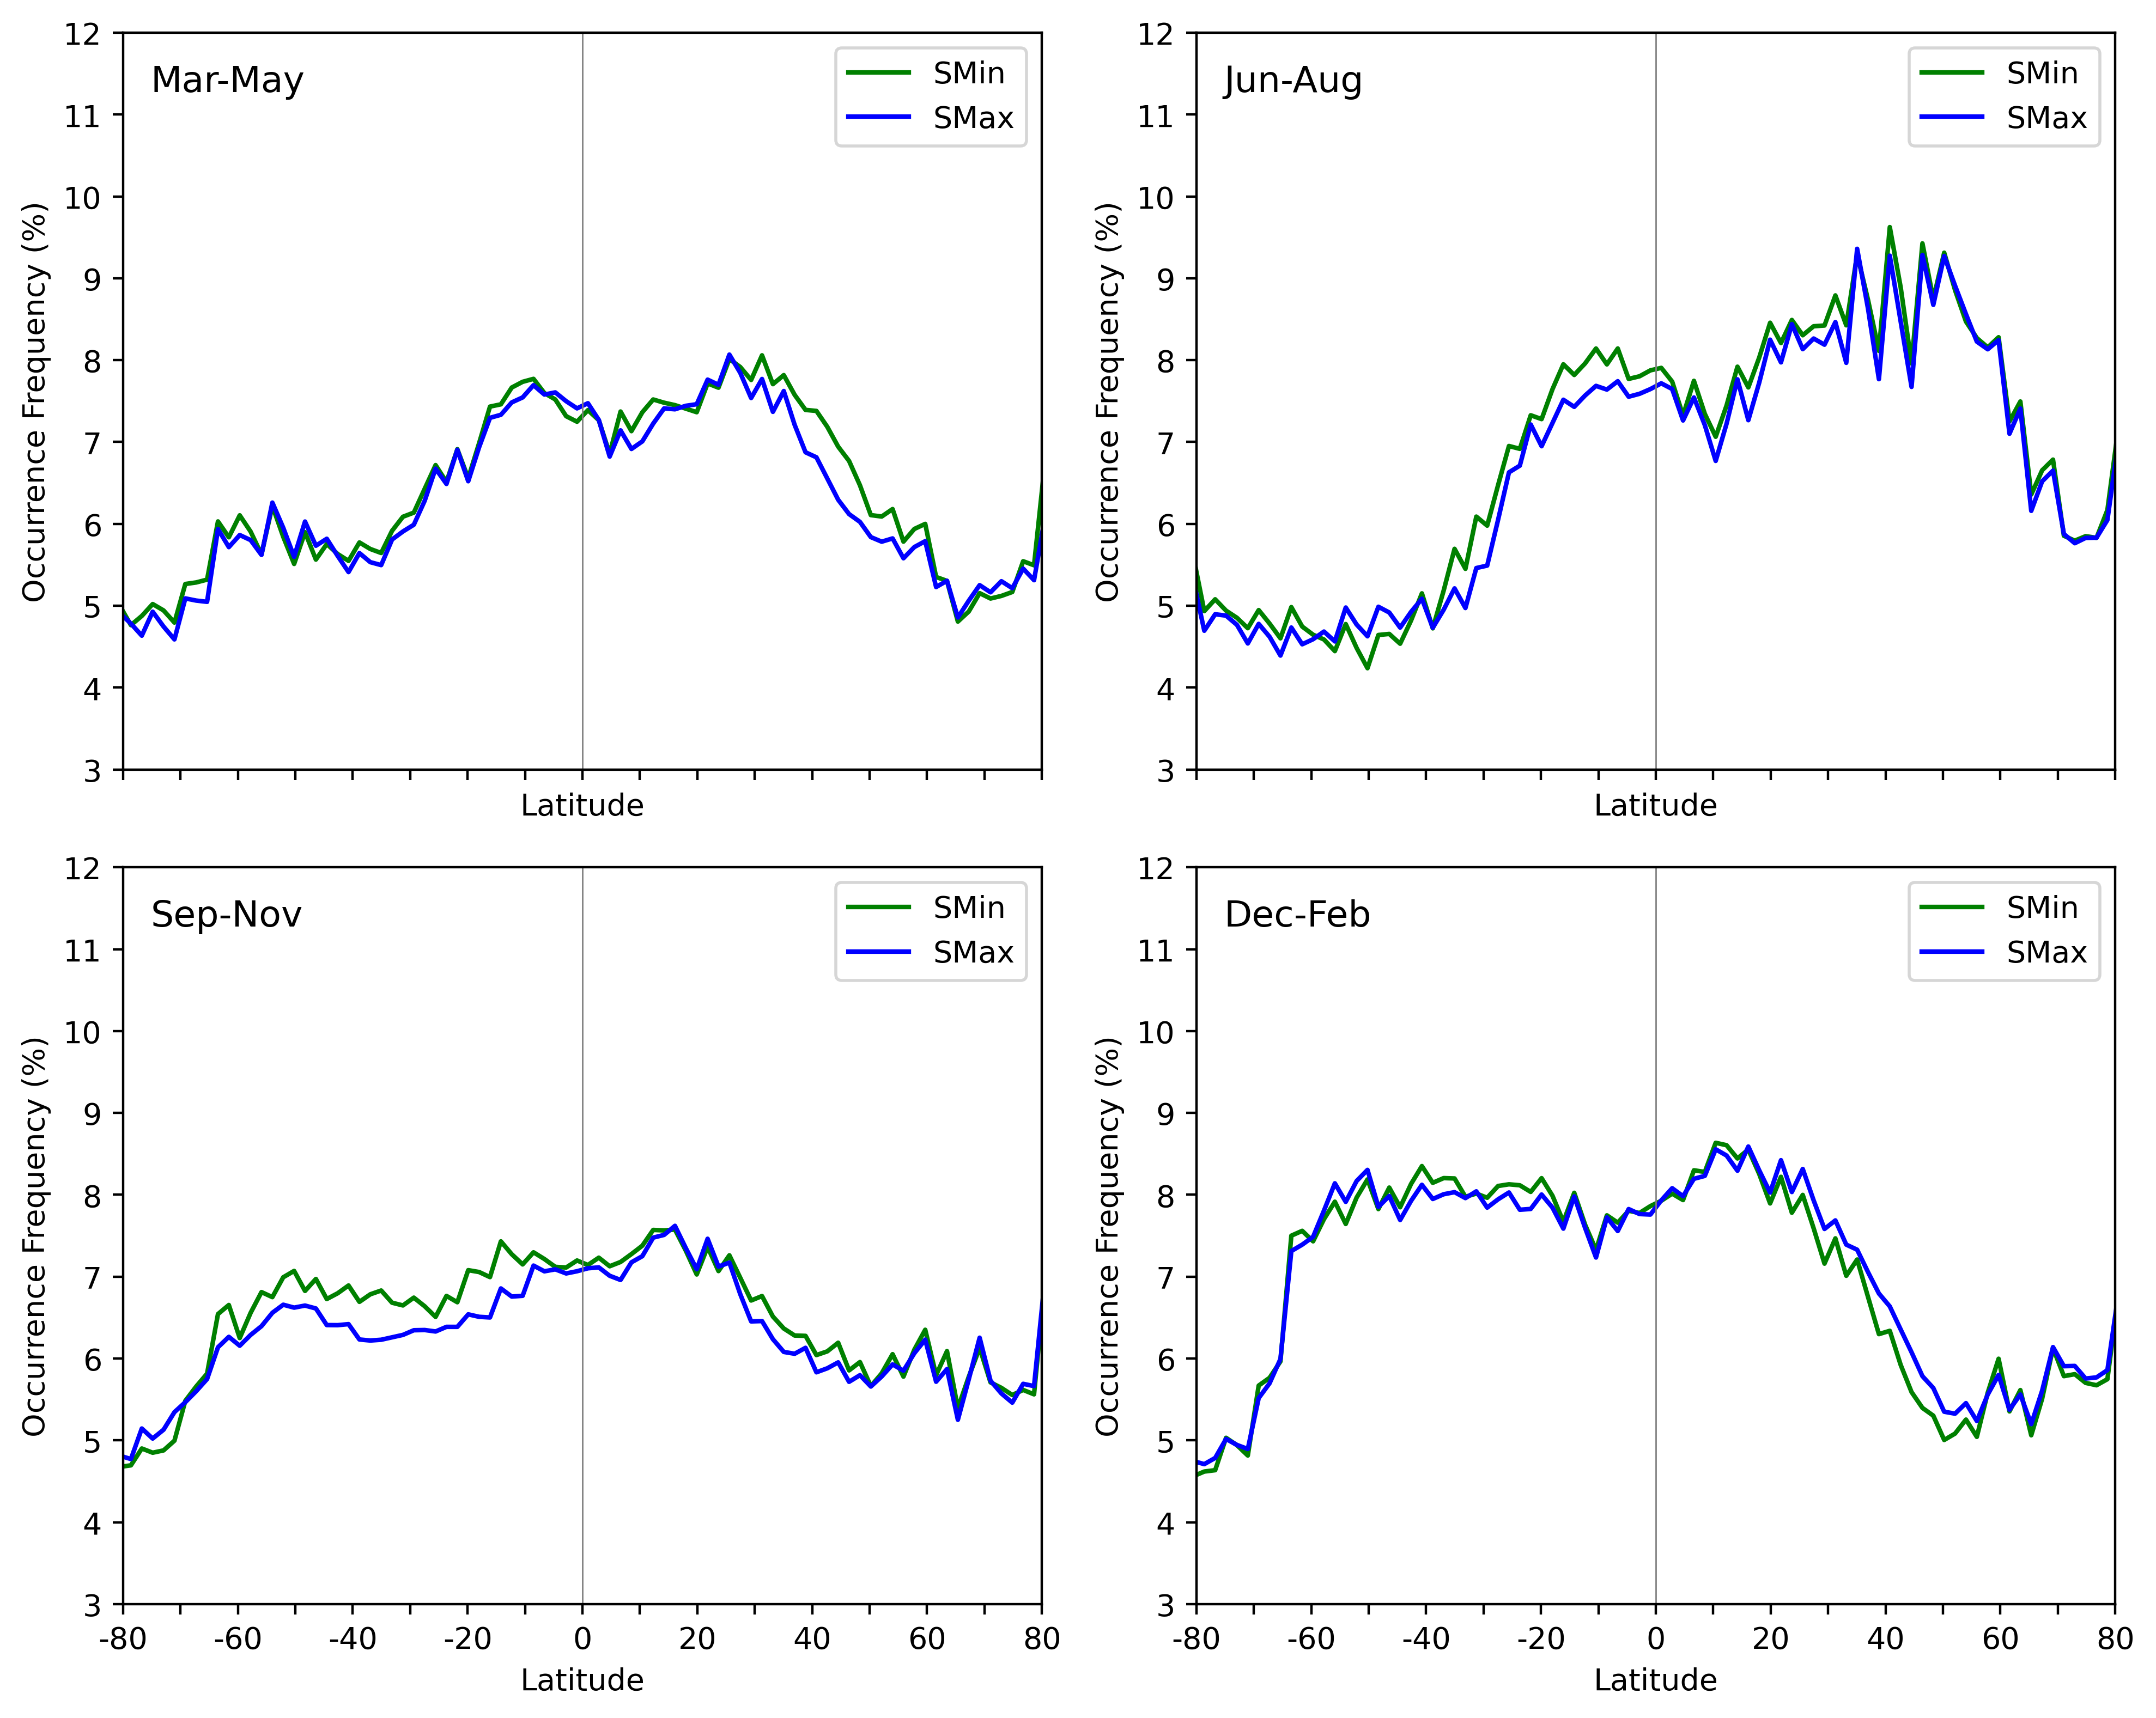 Mar-May
SMin
SMax
Occurrence Frequency (%)
12
11
10
9
8
7
6
5
4
3
Latitude
Jun-Aug
SMin
SMax
Occurrence Frequency (%)
12
11
10
9
8
7
6
5
4
3
Latitude
Sep-Nov
SMin
SMax
Occurrence Frequency (%)
12
11
10
9
8
7
6
5
4
3
-80 -60 -40 -20 0 20 40 60 80
Latitude
Dec-Feb
SMin
SMax
Occurrence Frequency (%)
12
11
10
9
8
7
6
5
4
3
-80 -60 -40 -20 0 20 40 60 80
Latitude